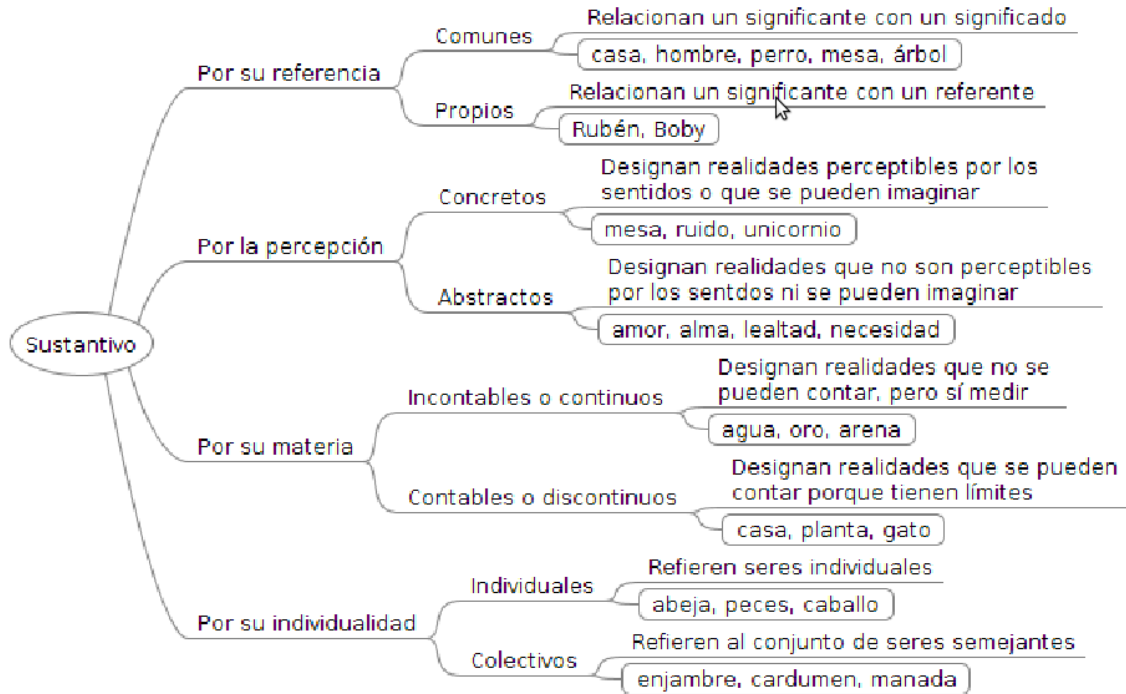 Sustantivo
Por su referencia
Comunes
Relacionan un significante con un significado
casa, hombre, perro, mesa, árbol
Propios
Relacionan un significante con un referente
Rubén, Boby
Por la percepción
Concretos
Designan realidades perceptibles por los
sentidos o que se pueden imaginar
mesa, ruido, unicornio
Abstractos
Designan realidades que no son perceptibles
por los sentdos ni se pueden imaginar
amor, alma, lealtad, necesidad
Por su materia
Incontables o continuos
Designan realidades que no se
pueden contar, pero sí medir
agua, oro, arena
Contables o discontinuos
Designan realidades que se pueden
contar porque tienen límites
casa, planta, gato
Por su individualidad
Individuales
Refieren seres individuales
abeja, peces, caballo
Colectivos
Refieren al conjunto de seres semejantes
enjambre, cardumen, manada